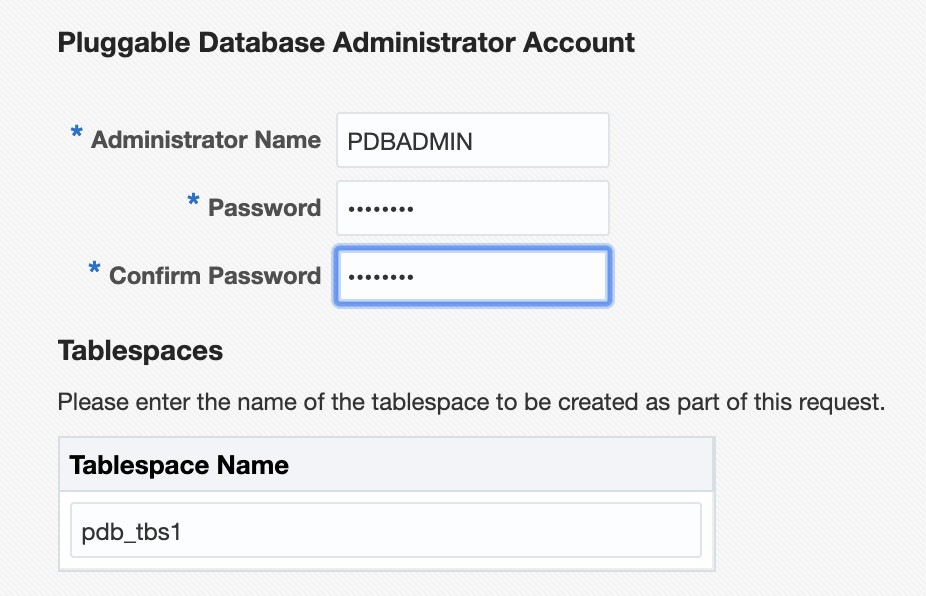 Pluggable Database Administrator Account
* Administrator Name PDBADMIN
* Password ••••••••
* Confirm Password ••••••••
Tablespaces
Please enter the name of the tablespace to be created as part of this request.
Tablespace Name
pdb_tbs1